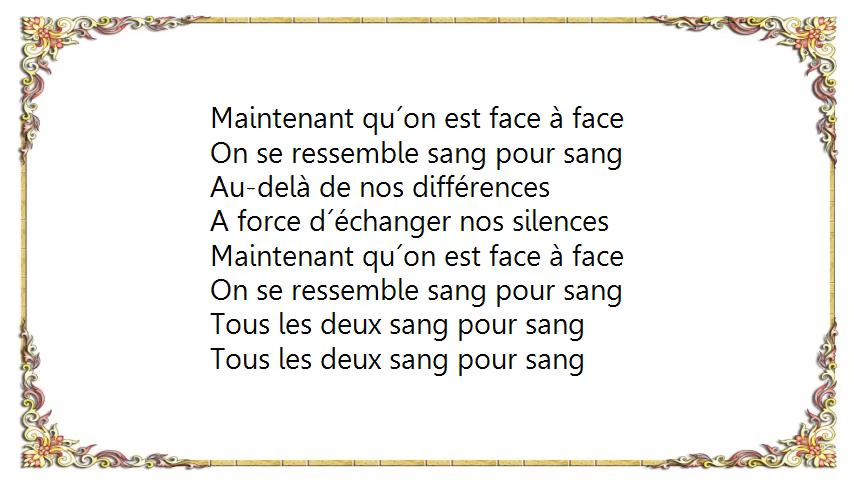 Maintenant qu´on est face à face
On se ressemble sang pour sang
Au-delà de nos différences
A force d´échanger nos silences
Maintenant qu´on est face à face
On se ressemble sang pour sang
Tous les deux sang pour sang
Tous les deux sang pour sang